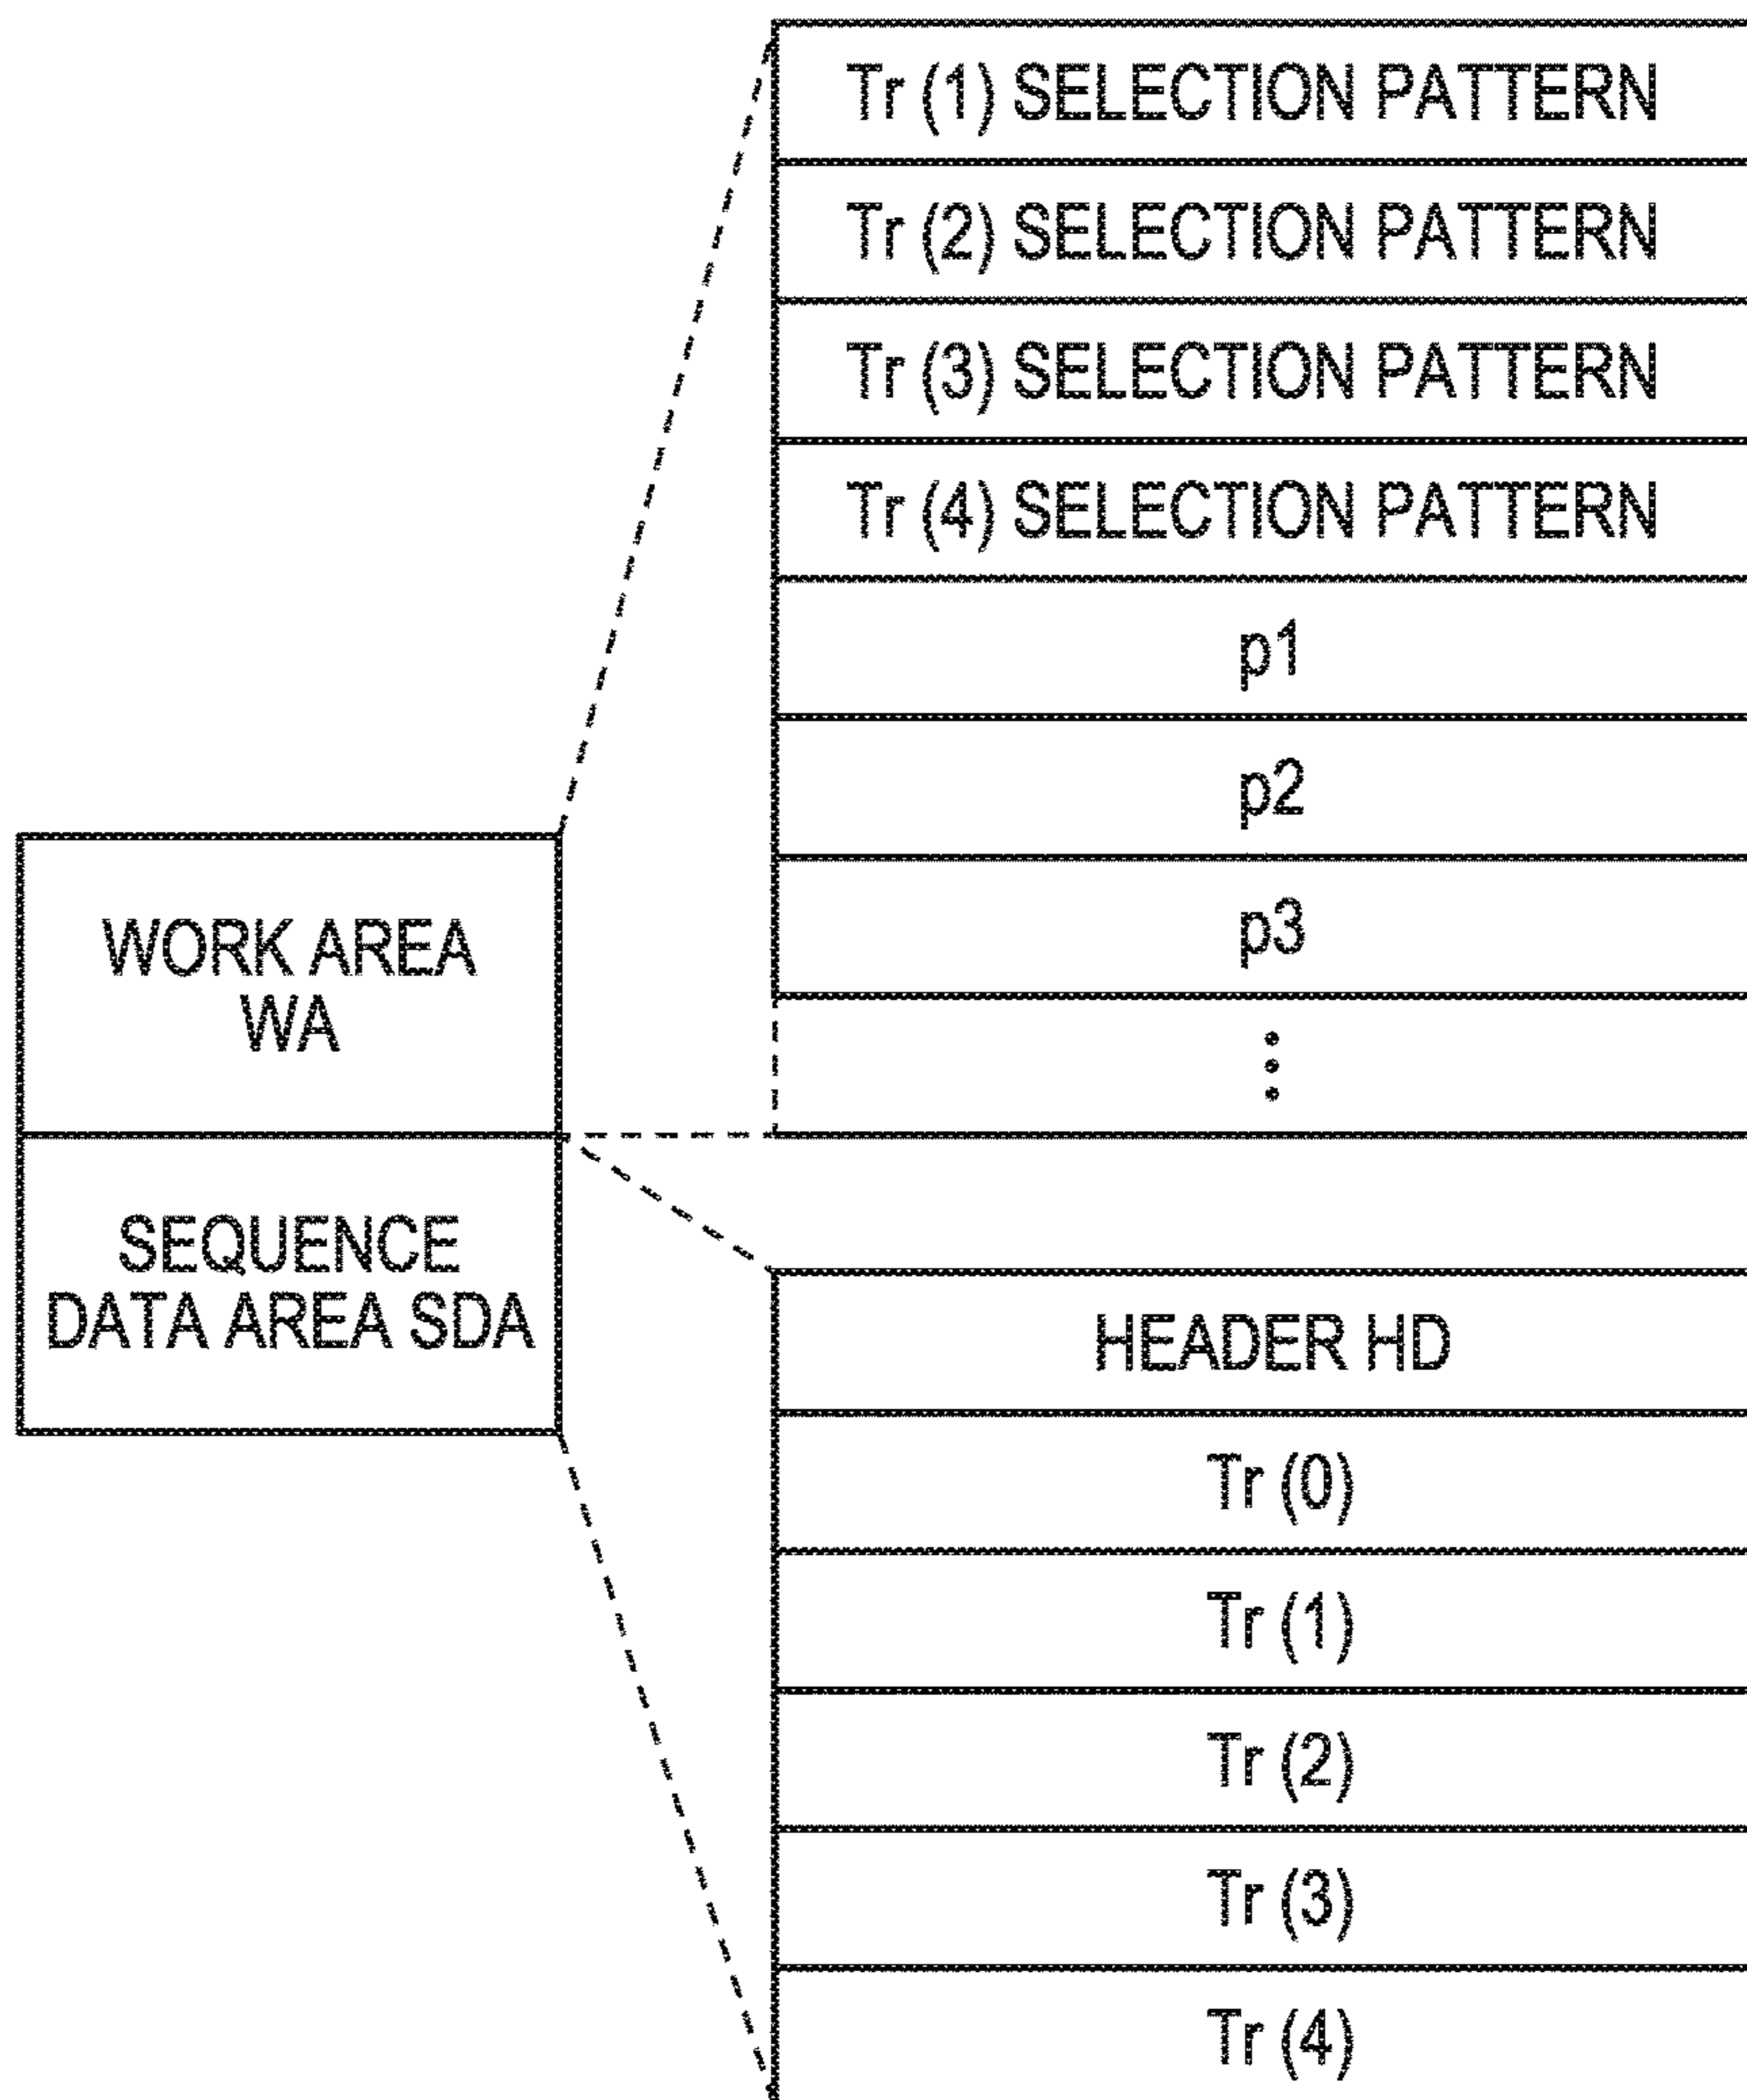 Tr (1) SELECTION PATTERN
Tr (2) SELECTION PATTERN
Tr (3) SELECTION PATTERN
Tr (4) SELECTION PATTERN
p1
p2
p3
⋮
WORK AREA
WA
SEQUENCE
DATA AREA SDA
HEADER HD
Tr (0)
Tr (1)
Tr (2)
Tr (3)
Tr (4)